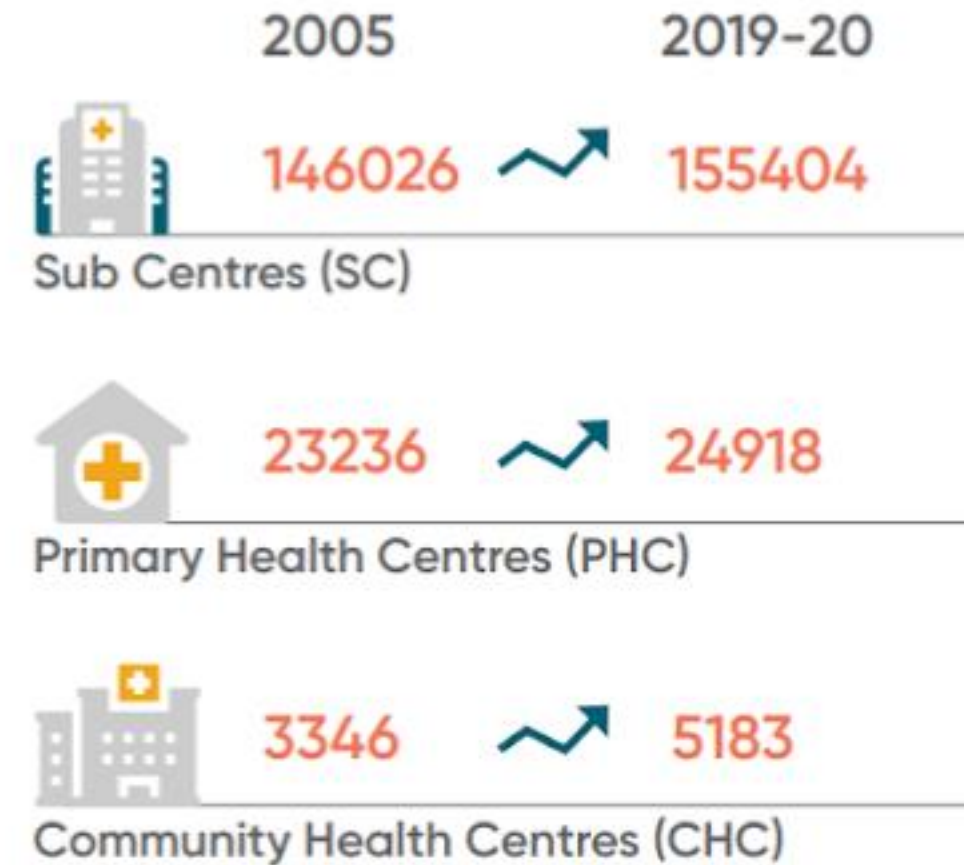 2005 2019-20
146026 155404
Sub Centres (SC)
23236 24918
Primary Health Centres (PHC)
3346 5183
Community Health Centres (CHC)